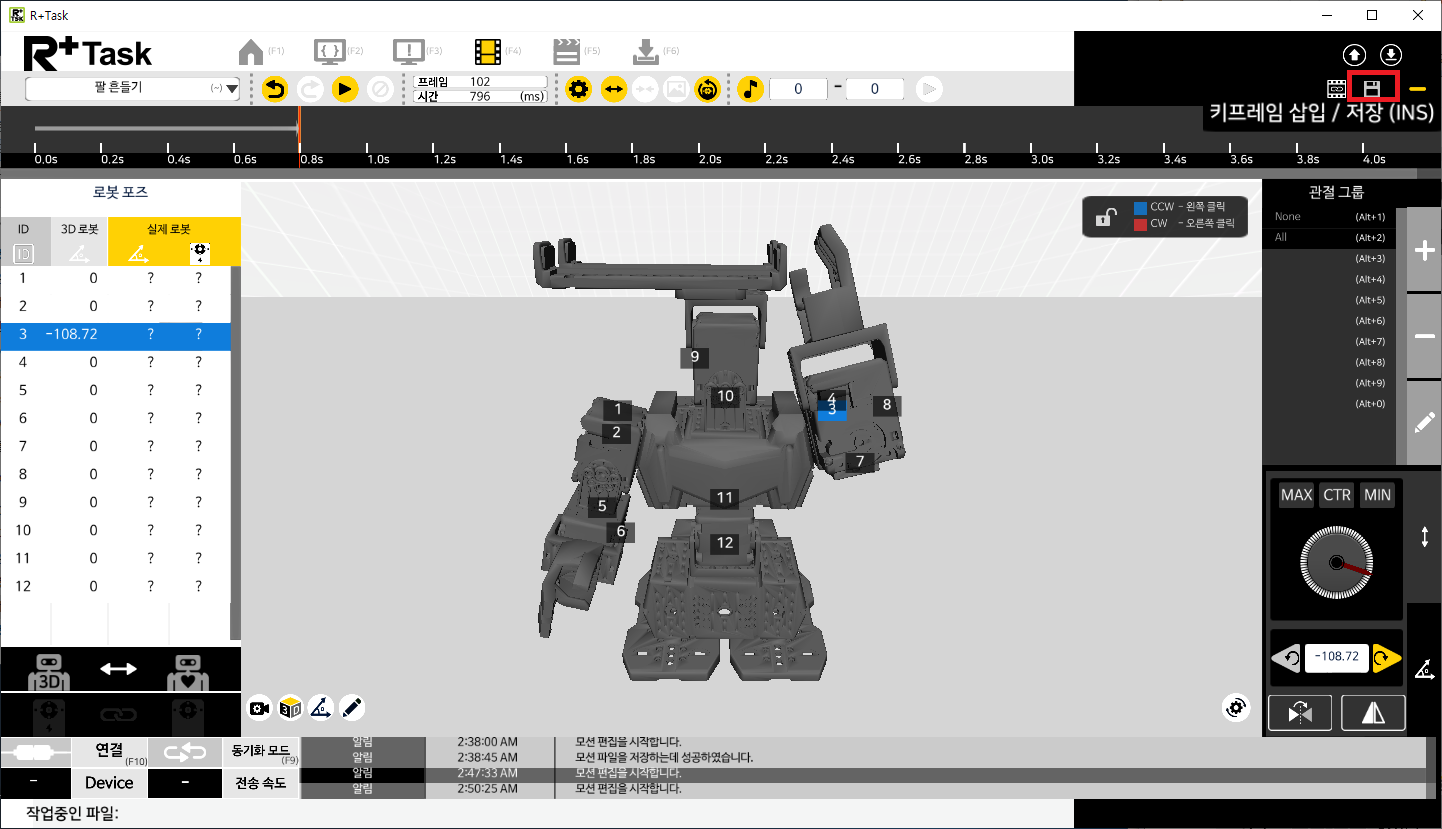 R+Task
R+Task
(F1)
(F2)
(F3)
(F4)
(F5)
(F6)
팔 흔들기 (~)
프레임 102
시간 796 (ms)
0 - 0
키프레임 삽입 / 저장 (INS)
0.0s 0.2s 0.4s 0.6s 0.8s 1.0s 1.2s 1.4s 1.6s 1.8s 2.0s 2.2s 2.4s 2.6s 2.8s 3.0s 3.2s 3.4s 3.6s 3.8s 4.0s
로봇 포즈
ID 3D 로봇 실제 로봇
ID
1 0 ? ?
2 0 ? ?
3 -108.72 ? ?
4 0 ? ?
5 0 ? ?
6 0 ? ?
7 0 ? ?
8 0 ? ?
9 0 ? ?
10 0 ? ?
11 0 ? ?
12 0 ? ?
3D
CCW - 왼쪽 클릭
CW - 오른쪽 클릭
9
10
1
2
4
3
8
7
5
11
6
12
3D
관절 그룹
None (Alt+1)
All (Alt+2)
(Alt+3)
(Alt+4)
(Alt+5)
(Alt+6)
(Alt+7)
(Alt+8)
(Alt+9)
(Alt+0)
MAX CTR MIN
-108.72
연결 (F10)
동기화 모드 (F9)
- Device - 전송 속도
알림 2:38:00 AM 모션 편집을 시작합니다.
알림 2:38:45 AM 모션 파일을 저장하는데 성공하였습니다.
알림 2:47:33 AM 모션 편집을 시작합니다.
알림 2:50:25 AM 모션 편집을 시작합니다.
작업중인 파일: